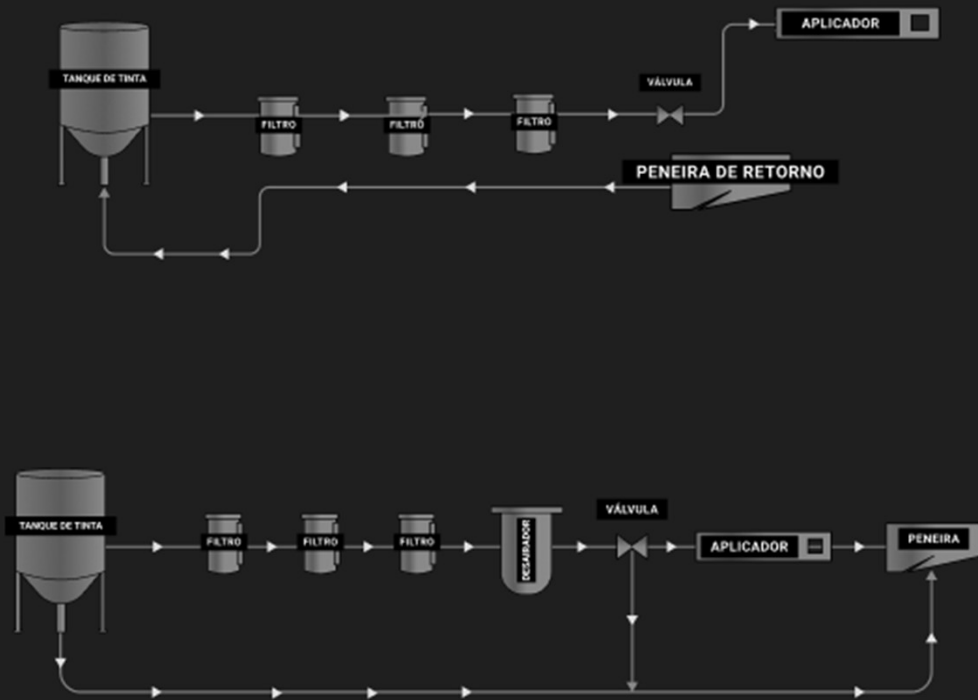 APLICADOR
TANQUE DE TINTA
VÁLVULA
FILTRO
FILTRO
FILTRO
PENEIRA DE RETORNO
VÁLVULA
TANQUE DE TINTA
FILTRO
FILTRO
FILTRO
DESAIRADOR
APLICADOR
PENEIRA